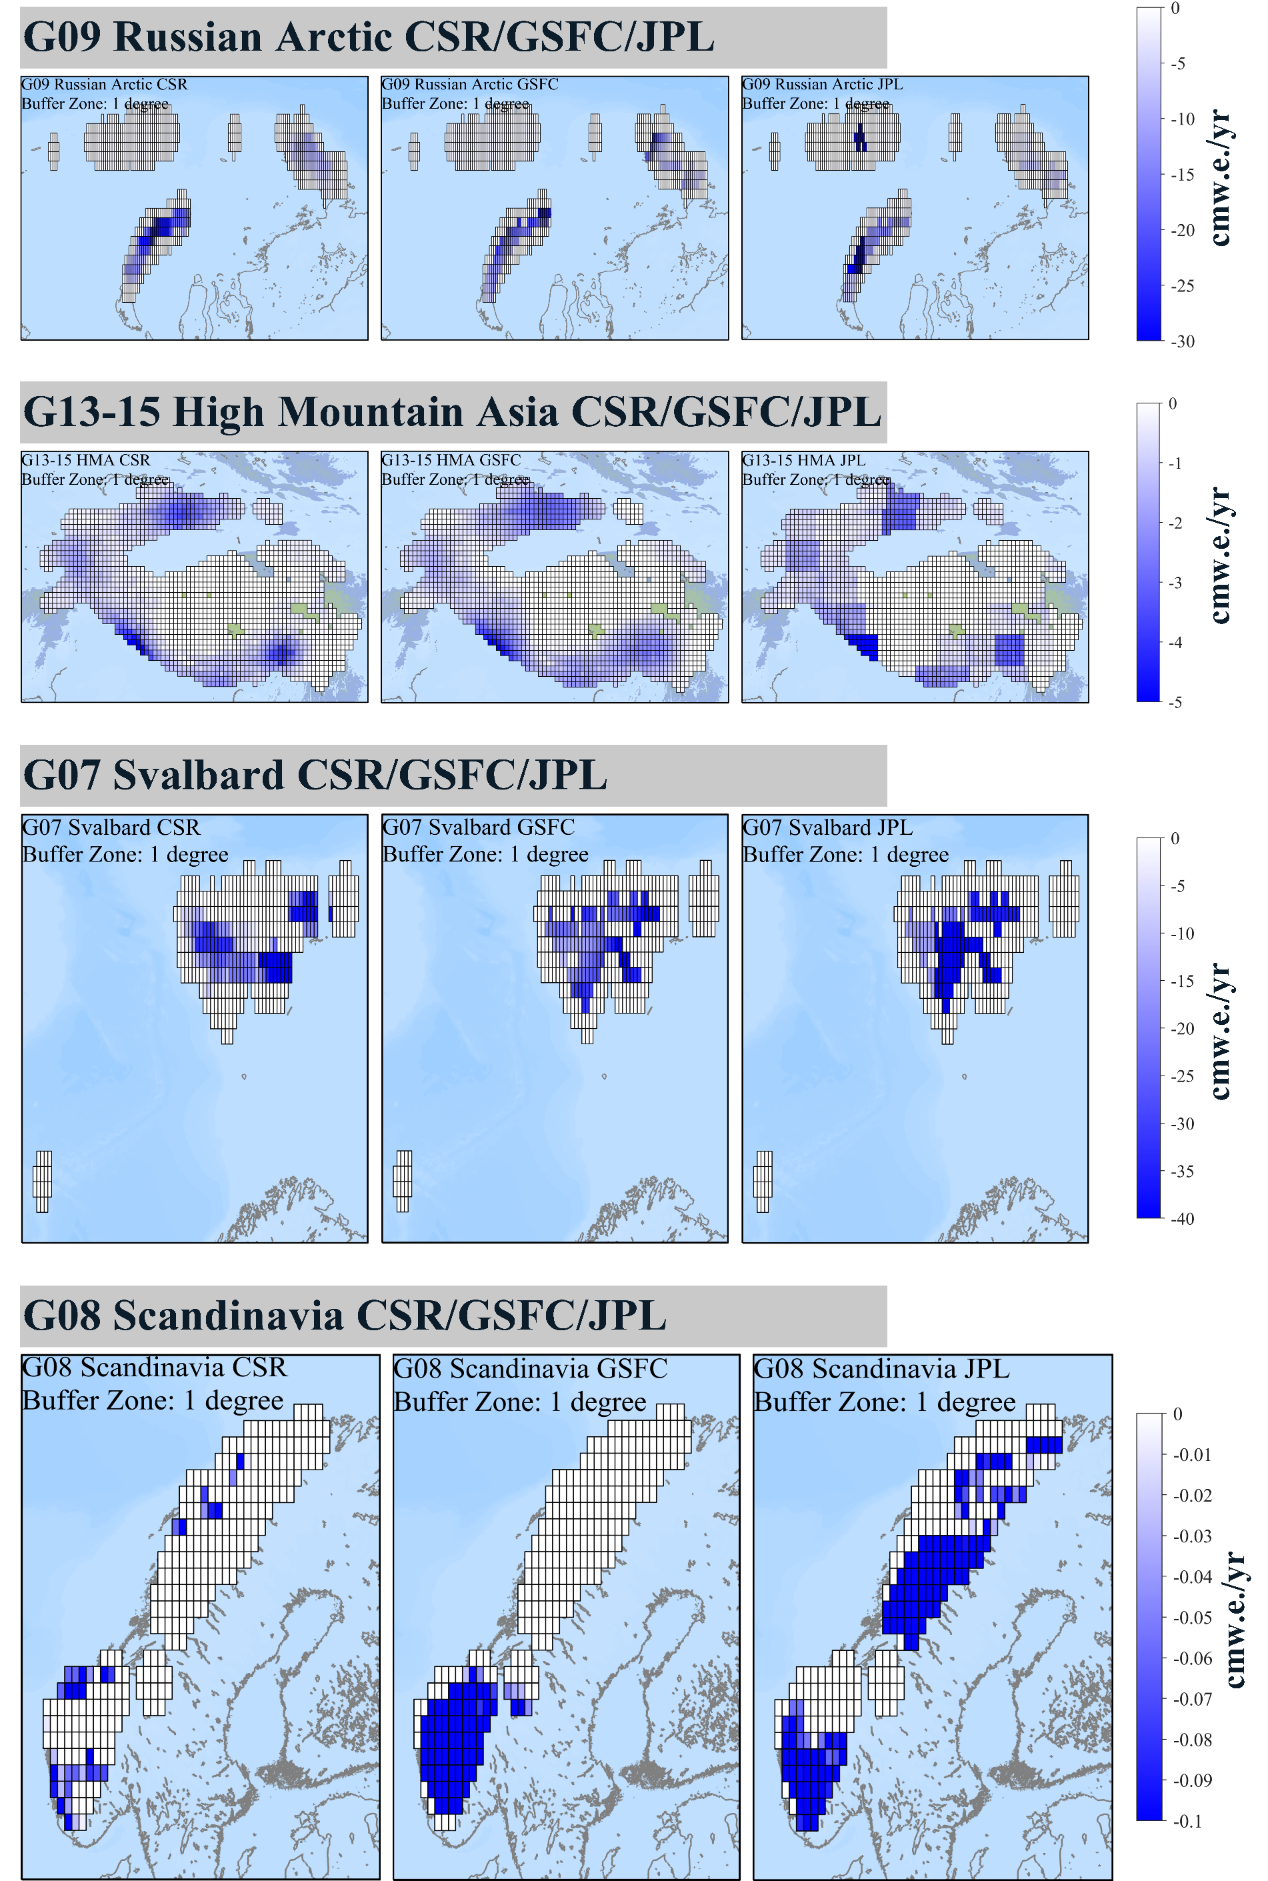 G09 Russian Arctic CSR/GSFC/JPL
G09 Russian Arctic CSR
Buffer Zone: 1 degree
G09 Russian Arctic GSFC
Buffer Zone: 1 degree
G09 Russian Arctic JPL
Buffer Zone: 1 degree
0
-5
-10
-15
-20
-25
-30
cmw.e./yr
G13-15 High Mountain Asia CSR/GSFC/JPL
G13-15 HMA CSR
Buffer Zone: 1 degree
G13-15 HMA GSFC
Buffer Zone: 1 degree
G13-15 HMA JPL
Buffer Zone: 1 degree
0
-1
-2
-3
-4
-5
cmw.e./yr
G07 Svalbard CSR/GSFC/JPL
G07 Svalbard CSR
Buffer Zone: 1 degree
G07 Svalbard GSFC
Buffer Zone: 1 degree
G07 Svalbard JPL
Buffer Zone: 1 degree
0
-5
-10
-15
-20
-25
-30
-35
-40
cmw.e./yr
G08 Scandinavia CSR/GSFC/JPL
G08 Scandinavia CSR
Buffer Zone: 1 degree
G08 Scandinavia GSFC
Buffer Zone: 1 degree
G08 Scandinavia JPL
Buffer Zone: 1 degree
0
-0.01
-0.02
-0.03
-0.04
-0.05
-0.06
-0.07
-0.08
-0.09
-0.1
cmw.e./yr